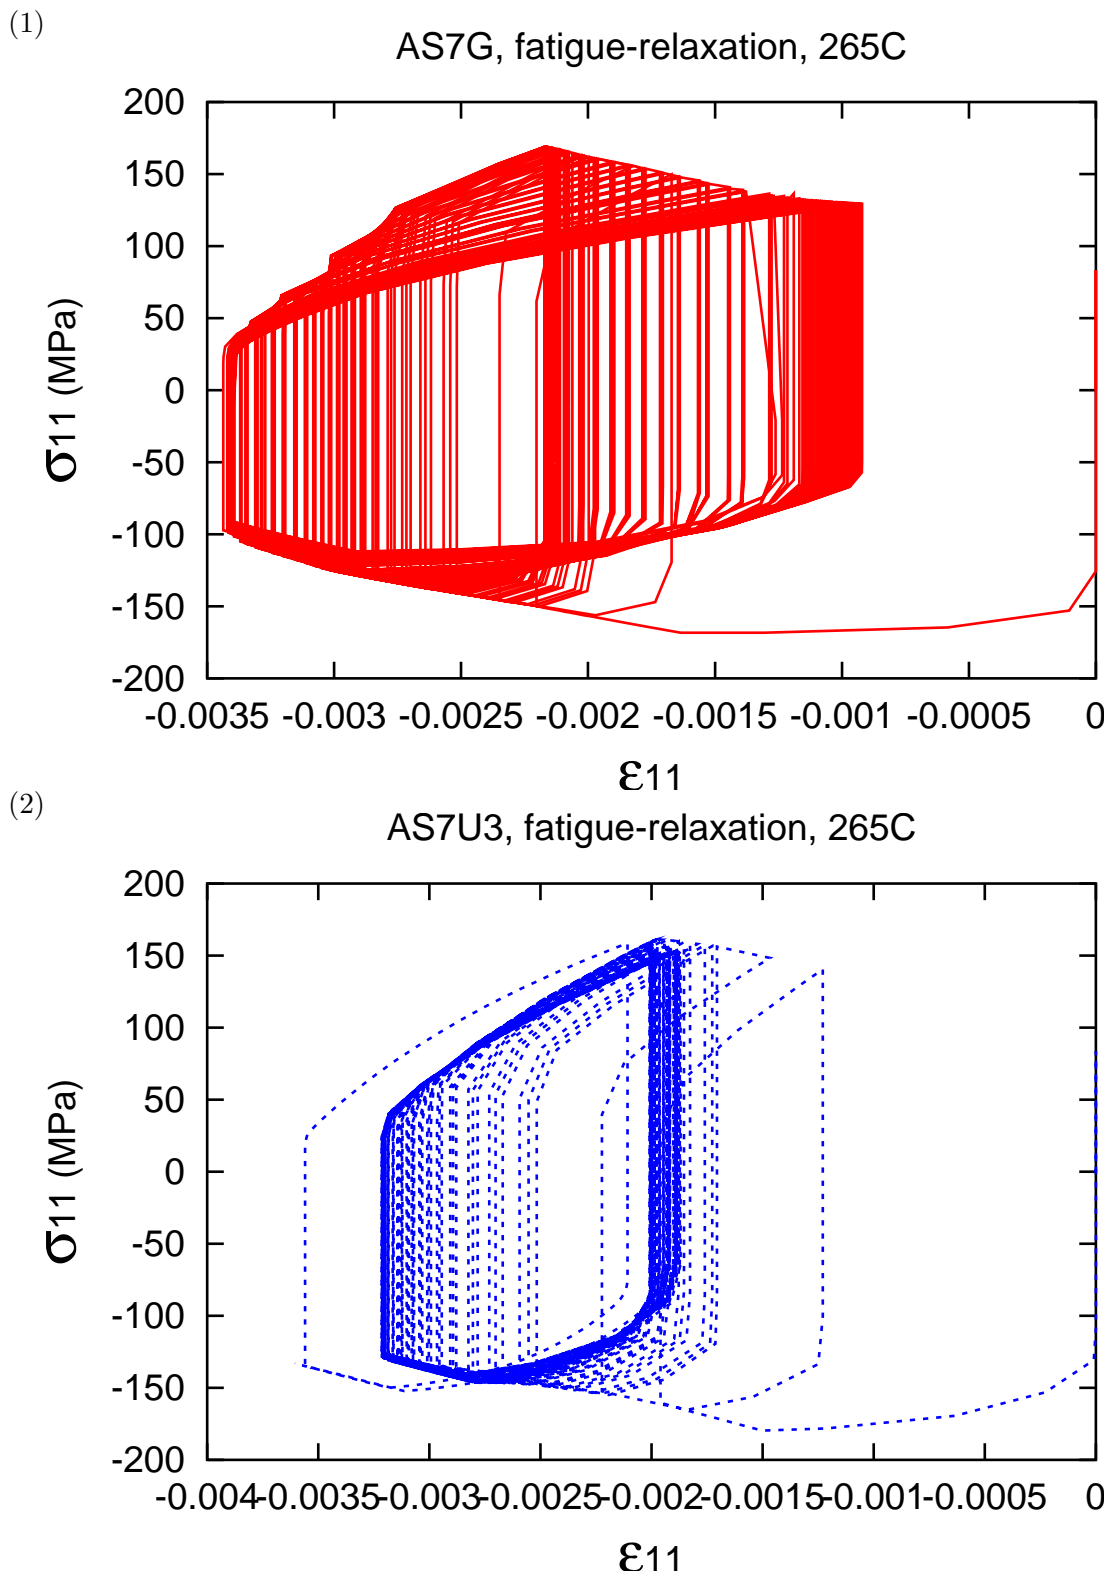 (1)
AS7G, fatigue-relaxation, 265C
200
150
100
50
0
-50
-100
-150
-200
σ11 (MPa)
-0.0035 -0.003 -0.0025 -0.002 -0.0015 -0.001 -0.0005 0
ε11
(2)
AS7U3, fatigue-relaxation, 265C
200
150
100
50
0
-50
-100
-150
-200
σ11 (MPa)
-0.004 -0.0035 -0.003 -0.0025 -0.002 -0.0015 -0.001 -0.0005 0
ε11